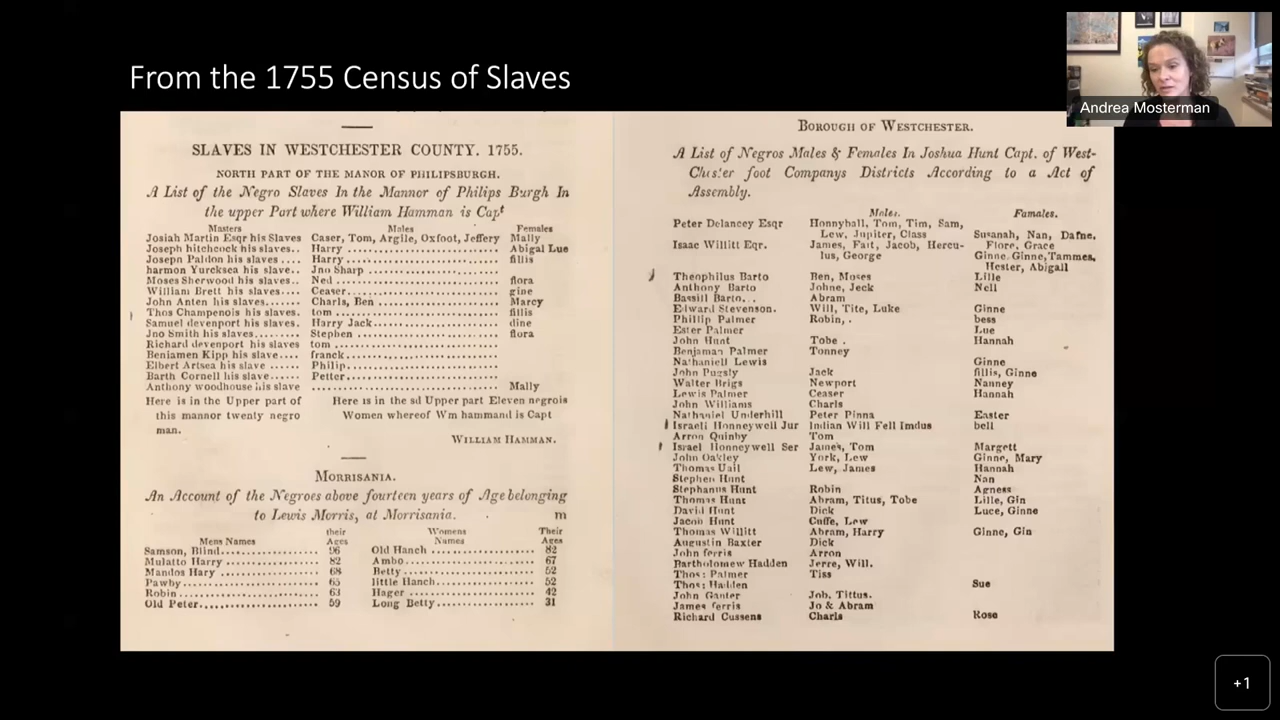 From the 1755 Census of Slaves
Andrea Mosterman
SLAVES IN WESTCHESTER COUNTY. 1755.
NORTH PART OF THE MANOR OF PHILIPSBURGH.
A List of the Negro Slaves In the Mannor of Philips Burgh In
the upper Part where William Hamman is Capt
Masters Males Females
Josiah Martin Esqr his Slaves Caser, Tom, Argile, Oxfoot, Jeffery Mally
Joseph hitchcock his slaves.. Harry Abigal Lue
Joseph Paldon his slaves .... Harry fillis
harmon Yurcksea his slave.. Jno Sharp
Moses Sherwood his slaves.. Ned flora
William Brett his slaves.... Ceaser gine
John Anten his slaves....... Charls, Ben Marcy
Thos Champenois his slaves. tom fillis
Samuel devenport his slaves. Harry Jack dine
Jno Smith his slaves........ Stephen flora
Richard devenport his slaves tom
Beniamen Kipp his slave.... franck
Elbert Artsea his slave ...... Philip
Barth Cornell his slave...... Petter
Anthony woodhouse his slave Mally
Here is in the Upper part of
this mannor twenly negro
man.
Here is in the sd Upper part Eleven negrois
Women whereof Wm hammand is Capt
WILLIAM HAMMAN.
MORRISANIA.
An Account of the Negroes above fourteen years of Age belonging
to Lewis Morris, at Morrisania. m
Mens Names their Ages Womens Names Their Ages
Samson, Blind 96 Old Hanch 82
Mulatto Harry 82 Ambo 67
Mandos Hary 68 Betty 52
Pawby 65 little Hanch 52
Robin 63 Hager 42
Old Peter 59 Long Betty 31
BOROUGH OF WESTCHESTER.
A List of Negros Males & Females In Joshua Hunt Capt. of West-
Chester foot Companys Districts According to a Act of
Assembly.
Males. Famales.
Peter Delancey Esqr Honnyball, Tom, Tim, Sam,
Lew, Jupiter, Class Susanah, Nan, Dafne,
Flore, Grace
Isaac Willitt Eqr. James, Fait, Jacob, Hercu-
lus, George Ginne, Ginne, Tammes,
Hester, Abigall
Theophilus Barto Ben, Moses Lille
Anthony Barto Johne, Jeck Nell
Bassill Barto. . Abram
Edward Stevenson. Will, Tite, Luke Ginne
Phillip Palmer Robin, . bess
Ester Palmer Lue
John Hunt Tobe . Hannah
Benjaman Palmer Tonney
Nathaniell Lewis Ginne
John Pugsly Jack fillis, Ginne
Walter Brigs Newport Nanney
Lewis Palmer Ceaser Hannah
John Williams Charls
Nathaniel Underhill Peter Pinna Easter
Israell Honneywell Jur Indian Will Fell Imdus bell
Arron Quinby Tom
Israel Honneywell Ser James, Tom Margett
John Oakley York, Lew Ginne, Mary
Thomas Uail Lew, James Hannah
Stephen Hunt Nan
Stephanus Hunt Robin Agness
Thomas Hunt Abram, Titus, Tobe Lille, Gin
David Hunt Dick Luce, Ginne
Jacob Hunt Cuffe, Lew
Thomas Willitt Abram, Harry Ginne, Gin
Augustin Baxter Dick
John ferris Arron
Bartholomew Hadden Jerre, Will.
Thos: Palmer Tiss
Thos: Hadden Sue
John Ganter Job, Tittus.
James ferris Jo & Abram
Richard Cussens Charls Rose
+1